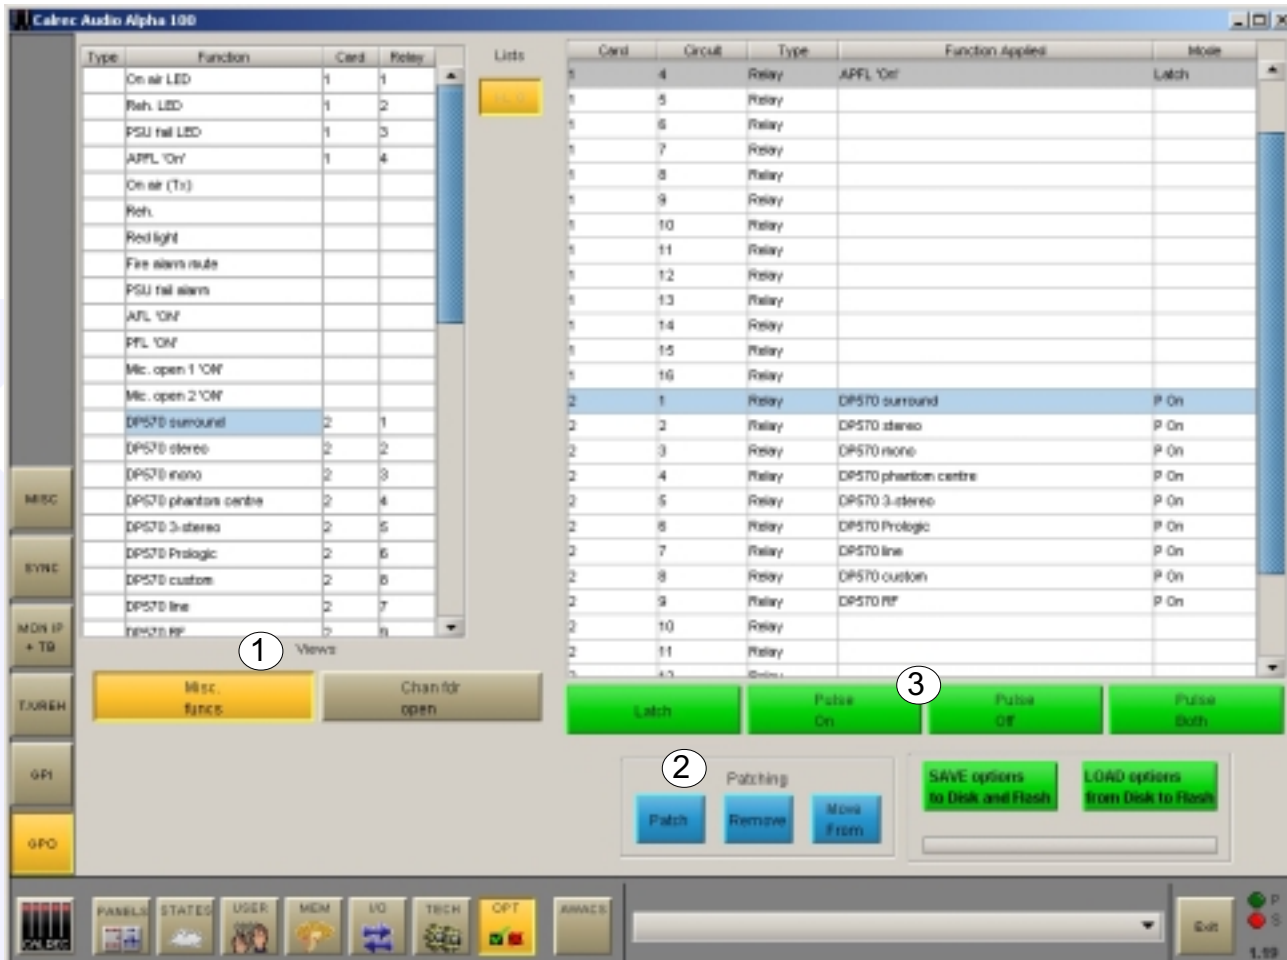 Calrec Audio Alpha 100
Type Function Card Relay
On air LED 1 1
Reh. LED 1 2
PSU fail LED 1 3
APFL 'On' 1 4
On air (Tx)
Reh.
Red light
Fire alarm mute
PSU fail alarm
AFL 'ON'
PFL 'ON'
Mic. open 1 'ON'
Mic. open 2 'ON'
DP570 surround 2 1
DP570 stereo 2 2
DP570 mono 2 3
DP570 phantom centre 2 4
DP570 3-stereo 2 5
DP570 Prologic 2 6
DP570 custom 2 8
DP570 line 2 7
DP570 RF 2 9
Lists
Card Circuit Type Function Applied Mode
1 4 Relay APFL 'On' Latch
1 5 Relay
1 6 Relay
1 7 Relay
1 8 Relay
1 9 Relay
1 10 Relay
1 11 Relay
1 12 Relay
1 13 Relay
1 14 Relay
1 15 Relay
1 16 Relay
2 1 Relay DP570 surround P On
2 2 Relay DP570 stereo P On
2 3 Relay DP570 mono P On
2 4 Relay DP570 phantom centre P On
2 5 Relay DP570 3-stereo P On
2 6 Relay DP570 Prologic P On
2 7 Relay DP570 line P On
2 8 Relay DP570 custom P On
2 9 Relay DP570 RF P On
2 10 Relay
2 11 Relay
2 12 Relay
1
Views
Misc.
funcs
Chan fdr
open
3
Latch
Pulse
On
Pulse
Off
Pulse
Both
2
Patching
Patch
Remove
Move
From
SAVE options
to Disk and Flash
LOAD options
from Disk to Flash
MISC
SYNC
MON IP
+ TB
TX/REH
GPI
GPO
CALREC
PANELS
STATES
USER
MEM
I/O
TECH
OPT
AWACS
Exit
P
S
1.19